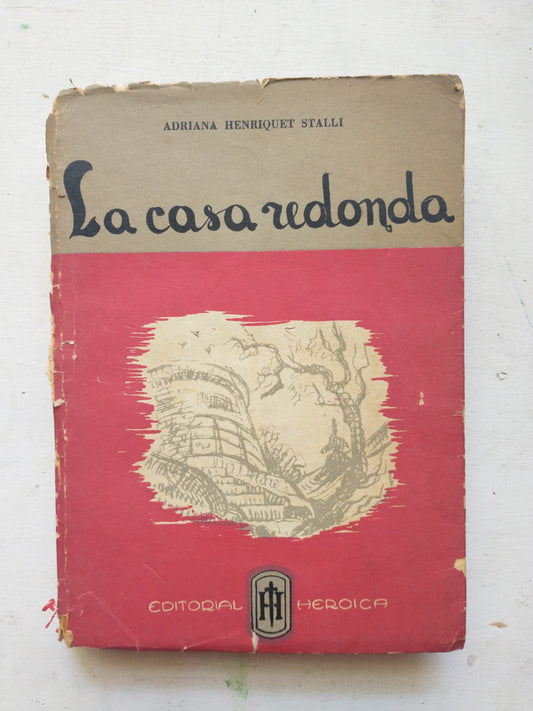 ADRIANA HENRIQUET STALLI
La casa redonda
EDITORIAL HEROICA